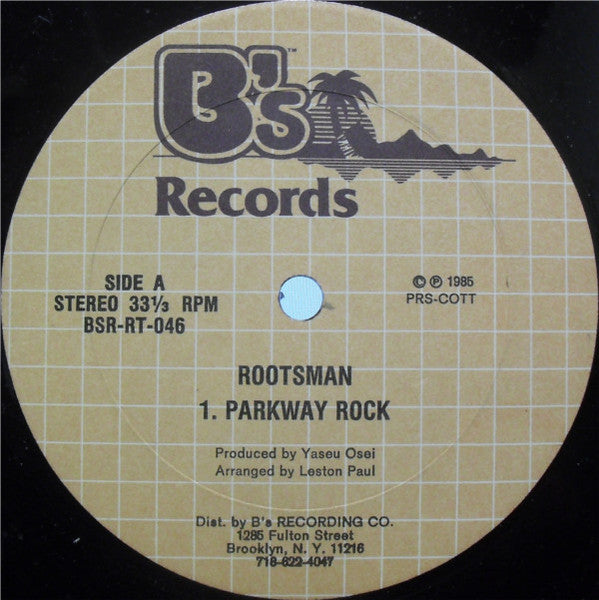 B's™
Records
SIDE A
STEREO 33⅓ RPM
BSR-RT-046
© ℗ 1985
PRS-COTT
ROOTSMAN
1. PARKWAY ROCK
Produced by Yaseu Osei
Arranged by Leston Paul
Dist. by B's RECORDING CO.
1285 Fulton Street
Brooklyn, N. Y. 11216
718-622-4047